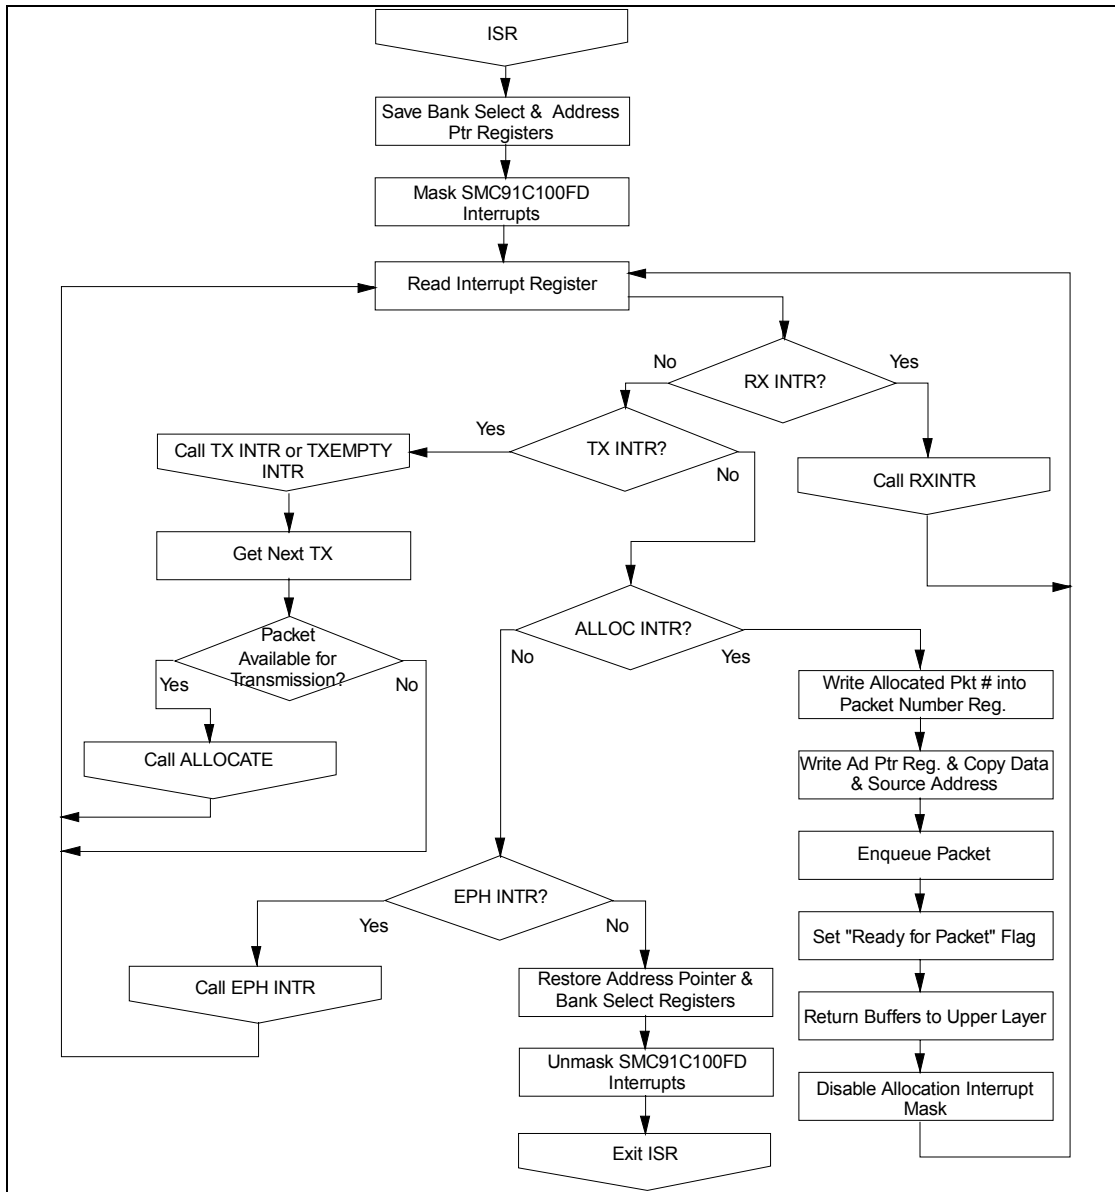 ISR
Save Bank Select & Address
Ptr Registers
Mask SMC91C100FD
Interrupts
Read Interrupt Register
No
Yes
RX INTR?
Yes
Call TX INTR or TXEMPTY
INTR
TX INTR?
No
Call RXINTR
Get Next TX
ALLOC INTR?
Packet
Available for
Transmission?
No
Yes
Yes
No
Write Allocated Pkt # into
Packet Number Reg.
Call ALLOCATE
Write Ad Ptr Reg. & Copy Data
& Source Address
Enqueue Packet
EPH INTR?
Yes
No
Set "Ready for Packet" Flag
Call EPH INTR
Restore Address Pointer &
Bank Select Registers
Return Buffers to Upper Layer
Unmask SMC91C100FD
Interrupts
Disable Allocation Interrupt
Mask
Exit ISR